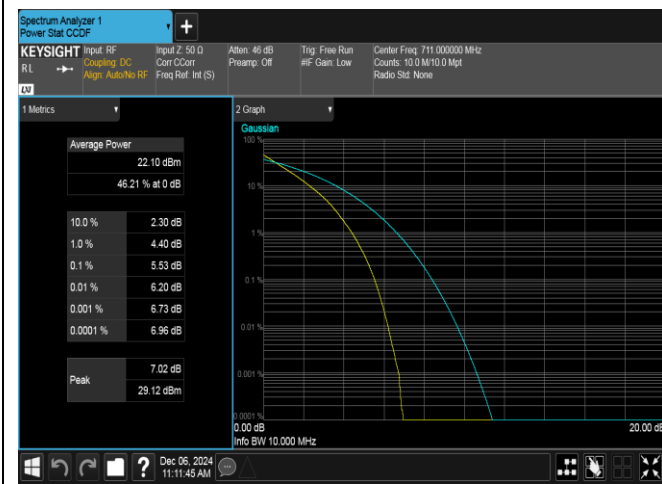 Spectrum Analyzer 1
Power Stat CCDF
KEYSIGHT
RL
LXI
Input: RF
Coupling: DC
Align: Auto/No RF
Input Z: 50 Ω
Corr CCorr
Freq Ref: Int (S)
Atten: 46 dB
Preamp: Off
Trig: Free Run
#IF Gain: Low
Center Freq: 711.000000 MHz
Counts: 10.0 M/10.0 Mpt
Radio Std: None
1 Metrics
Average Power
22.10 dBm
46.21 % at 0 dB
10.0 % 2.30 dB
1.0 % 4.40 dB
0.1 % 5.53 dB
0.01 % 6.20 dB
0.001 % 6.73 dB
0.0001 % 6.96 dB
Peak
7.02 dB
29.12 dBm
2 Graph
Gaussian
100 %
10 %
1 %
0.1 %
0.01 %
0.001 %
0.0001 %
0.00 dB 20.00 dB
Info BW 10.000 MHz
Dec 06, 2024
11:11:45 AM